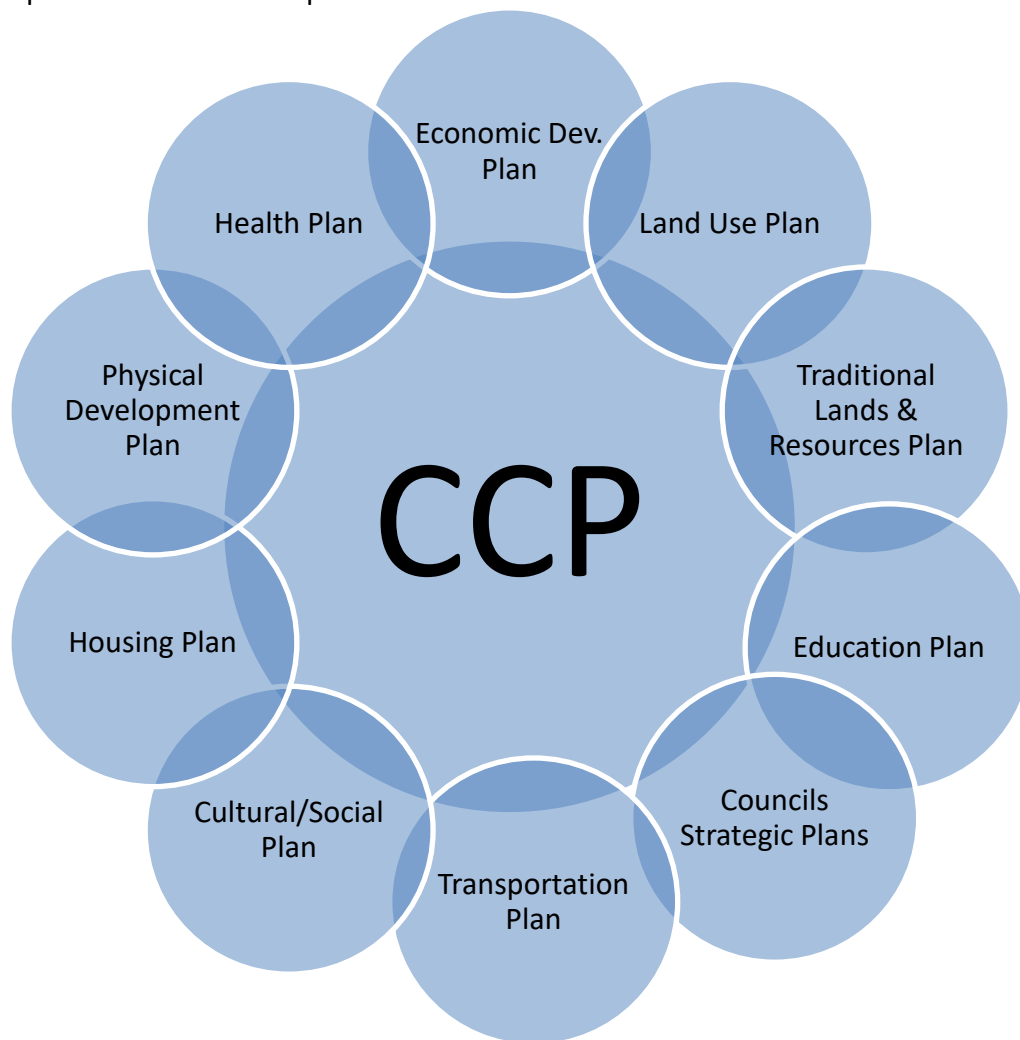 Economic Dev.
Plan
Land Use Plan
Traditional
Lands &
Resources Plan
Education Plan
Councils
Strategic Plans
Transportation
Plan
Cultural/Social
Plan
Housing Plan
Physical
Development
Plan
Health Plan
CCP